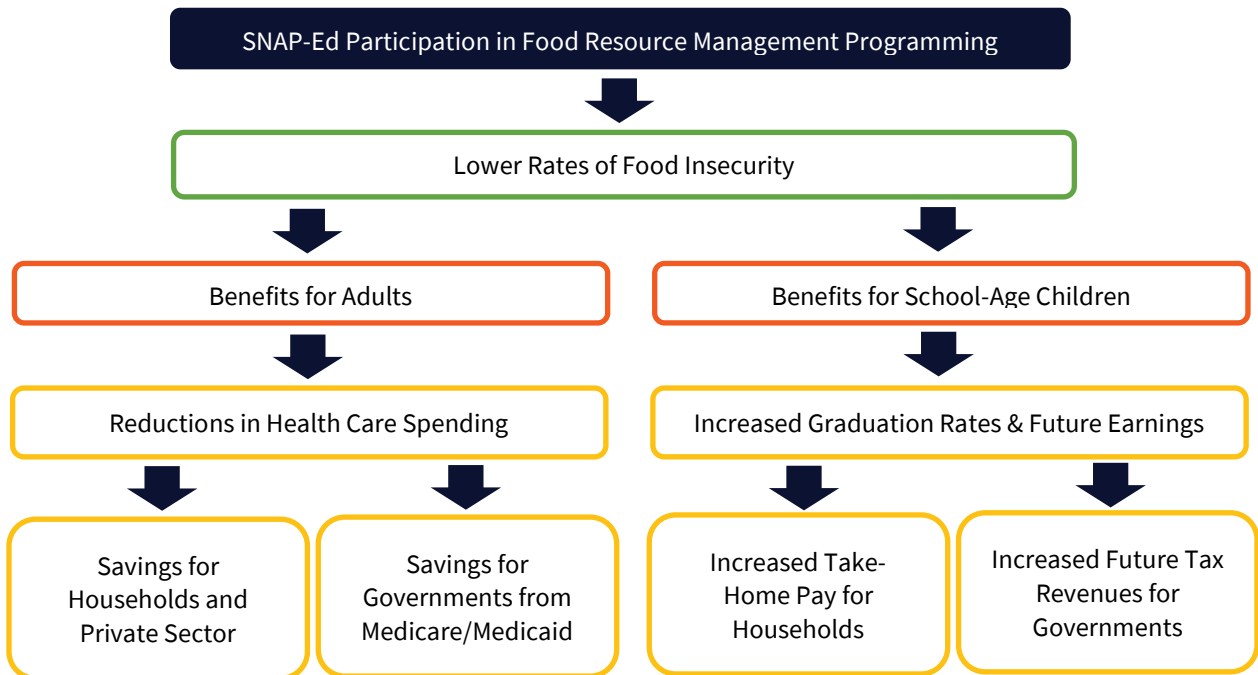 SNAP-Ed Participation in Food Resource Management Programming
Lower Rates of Food Insecurity
Benefits for Adults
Benefits for School-Age Children
Reductions in Health Care Spending
Increased Graduation Rates & Future Earnings
Savings for
Households and
Private Sector
Savings for
Governments from
Medicare/Medicaid
Increased Take-
Home Pay for
Households
Increased Future Tax
Revenues for
Governments